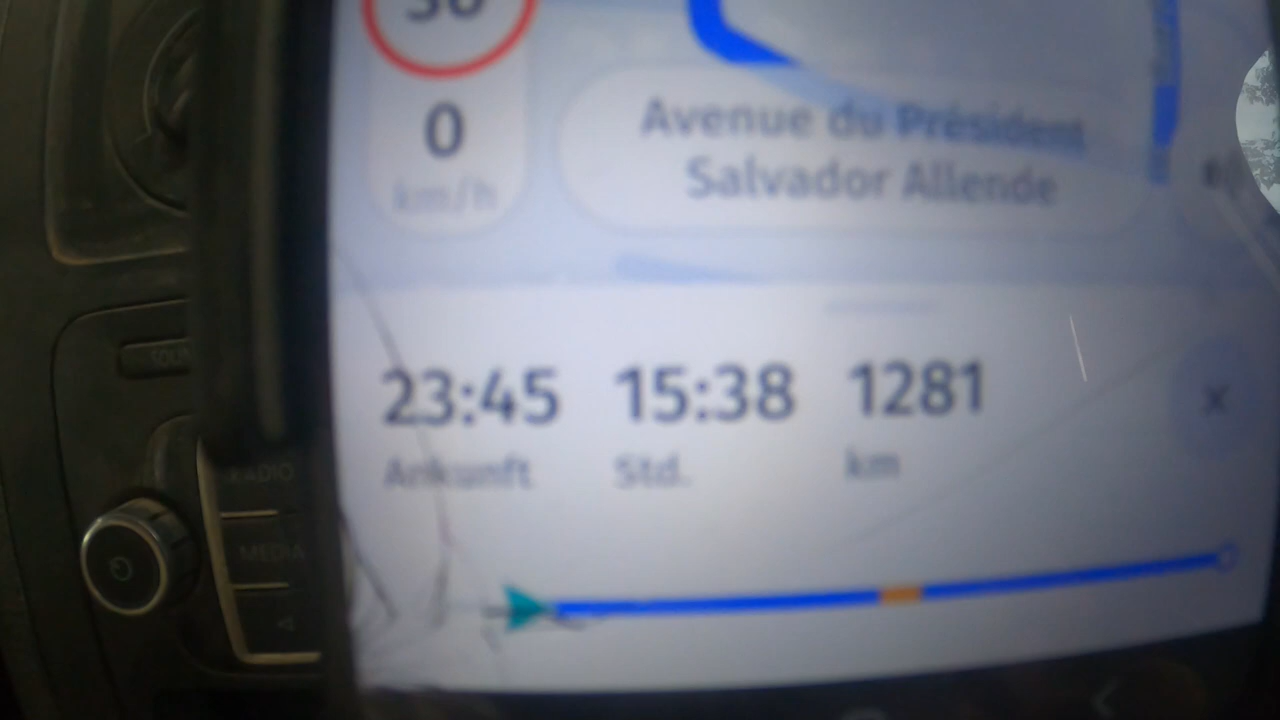 0
km/h
Avenue du Président
Salvador Allende
23:45 15:38 1281
Ankunft Std. km
RADIO
MEDIA